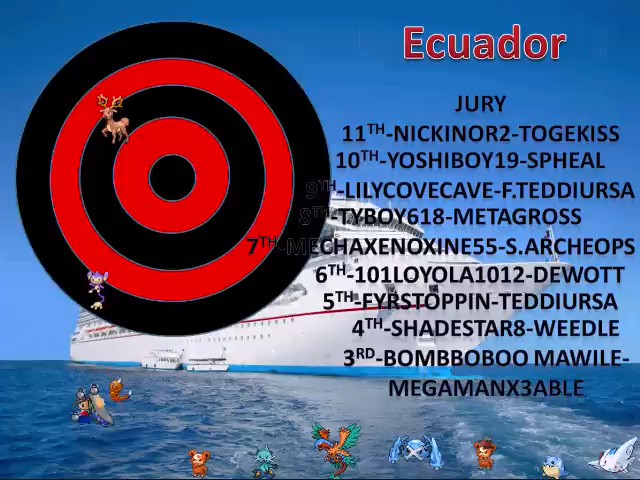 Ecuador
JURY
11TH-NICKINOR2-TOGEKISS
10TH-YOSHIBOY19-SPHEAL
9TH-LILYCOVECAVE-F.TEDDIURSA
8TH-TYBOY618-METAGROSS
7TH-MECHAXENOXINE55-S.ARCHEOPS
6TH-101LOYOLA1012-DEWOTT
5TH-FYRSTOPPIN-TEDDIURSA
4TH-SHADESTAR8-WEEDLE
3RD-BOMBBOBOO MAWILE-
MEGAMANX3ABLE